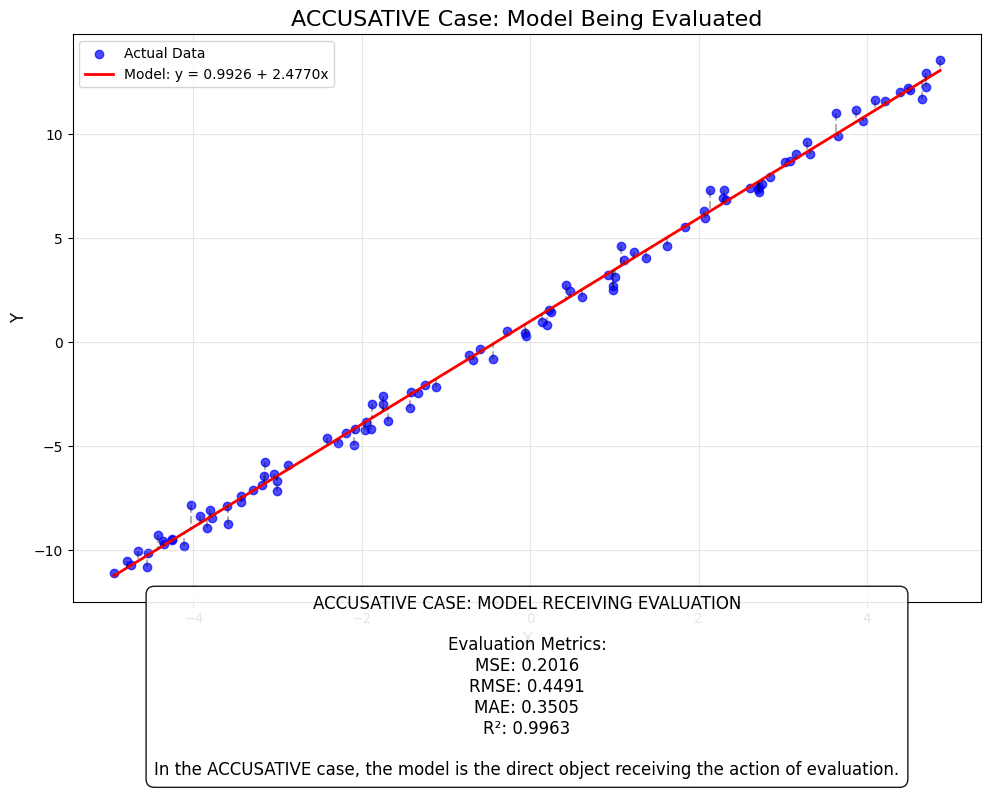 ACCUSATIVE Case: Model Being Evaluated
Actual Data
Model: y = 0.9926 + 2.4770x
10
5
0
−5
−10
Y
−4
−2
0
2
4
X
ACCUSATIVE CASE: MODEL RECEIVING EVALUATION
Evaluation Metrics:
MSE: 0.2016
RMSE: 0.4491
MAE: 0.3505
R²: 0.9963
In the ACCUSATIVE case, the model is the direct object receiving the action of evaluation.